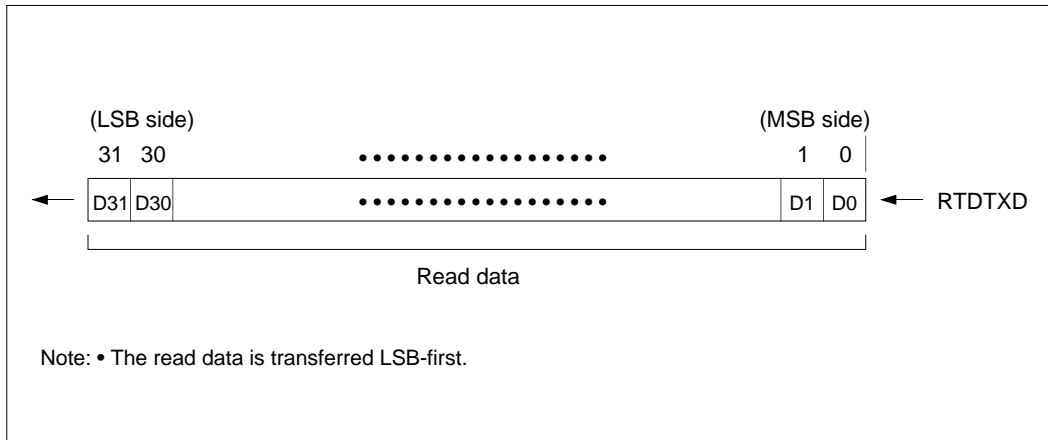 (LSB side) (MSB side)
31 30 •••••••••••••••••• 1 0
D31 D30 •••••••••••••••••• D1 D0 RTDTXD
Read data
Note: • The read data is transferred LSB-first.